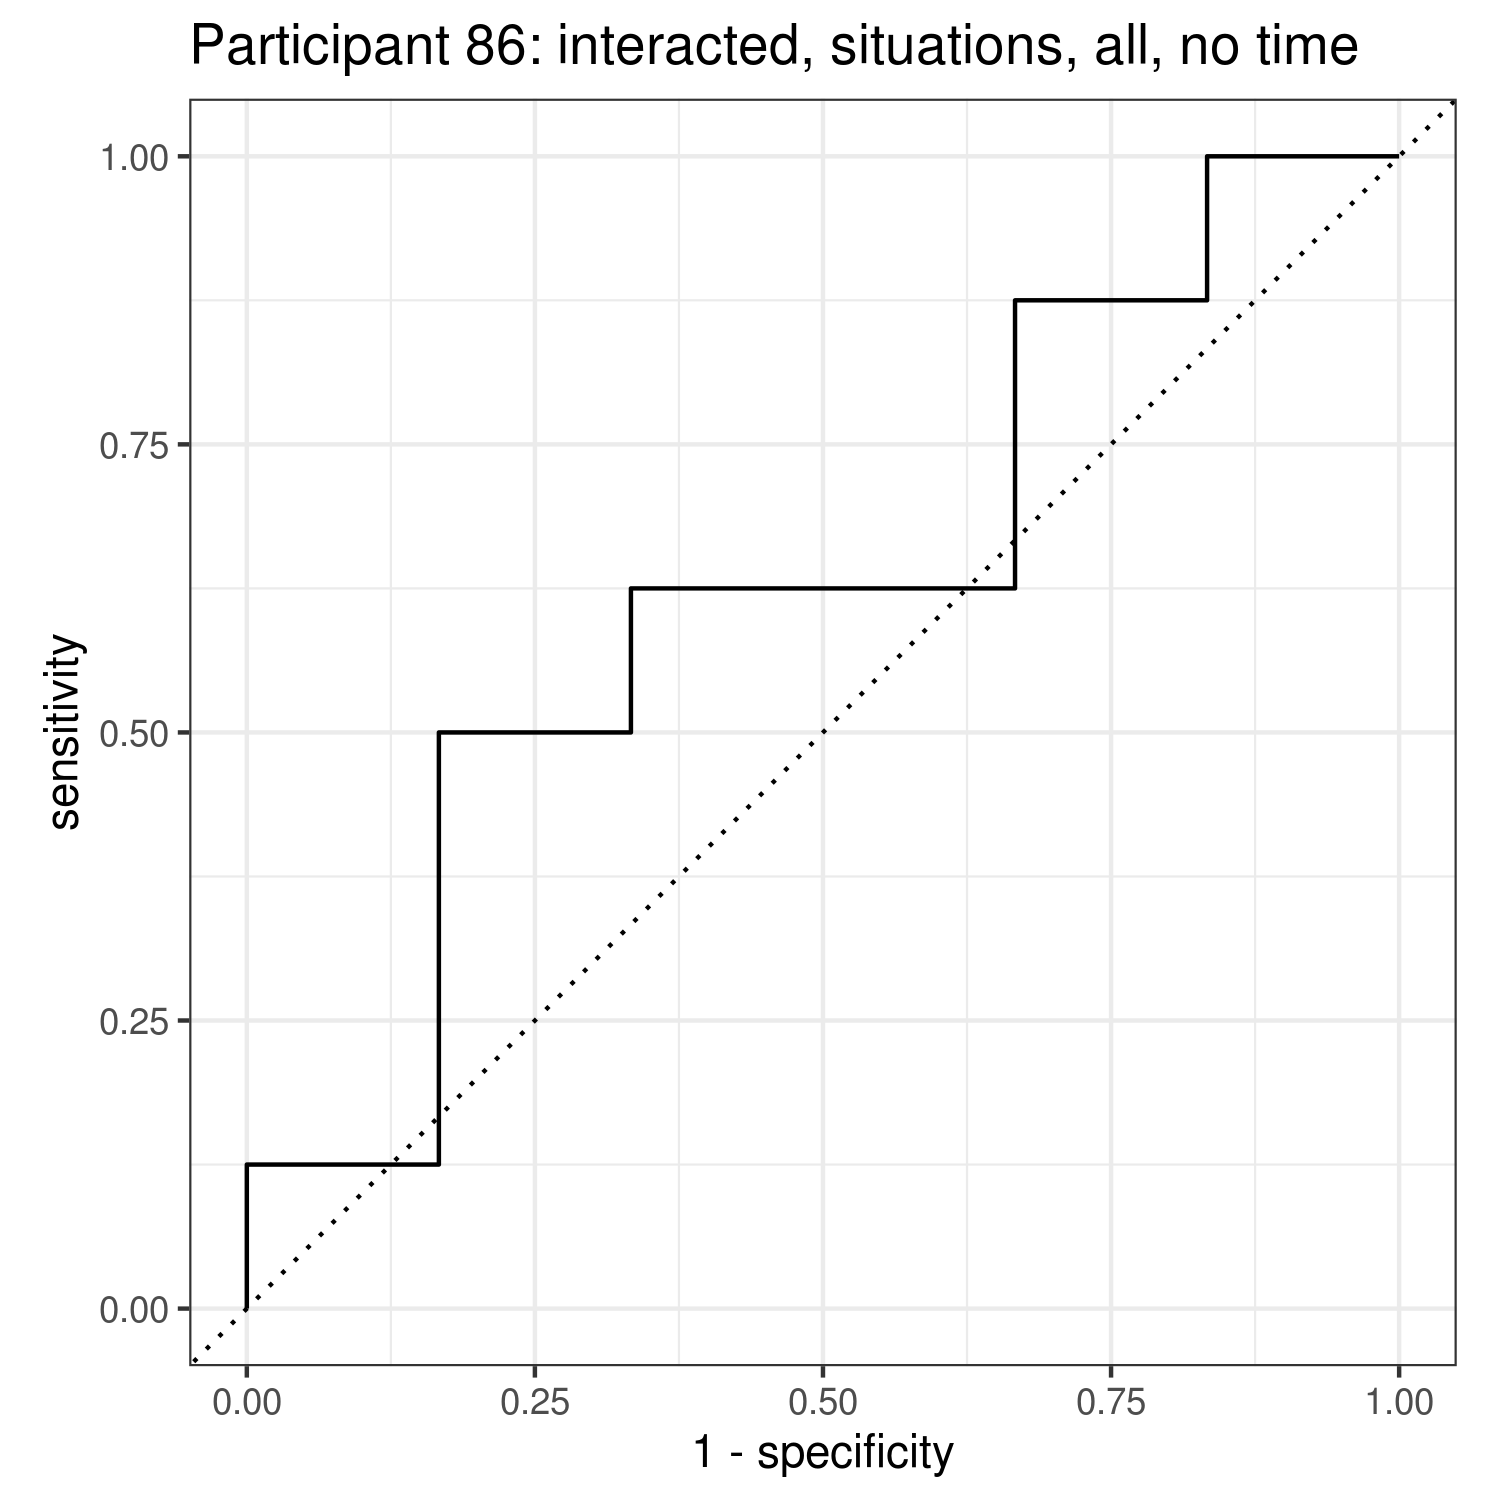 Participant 86: interacted, situations, all, no time
1.00
0.75
0.50
0.25
0.00
sensitivity
0.00 0.25 0.50 0.75 1.00
1 - specificity